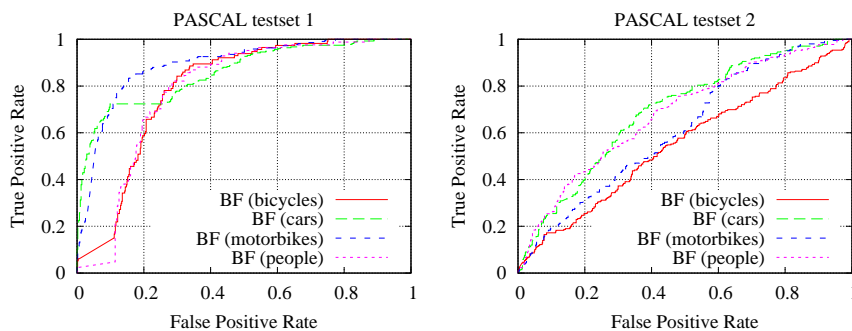 PASCAL testset 1
True Positive Rate
1
0.8
0.6
0.4
0.2
0
BF (bicycles)
BF (cars)
BF (motorbikes)
BF (people)
0 0.2 0.4 0.6 0.8 1
False Positive Rate
PASCAL testset 2
True Positive Rate
1
0.8
0.6
0.4
0.2
0
BF (bicycles)
BF (cars)
BF (motorbikes)
BF (people)
0 0.2 0.4 0.6 0.8 1
False Positive Rate